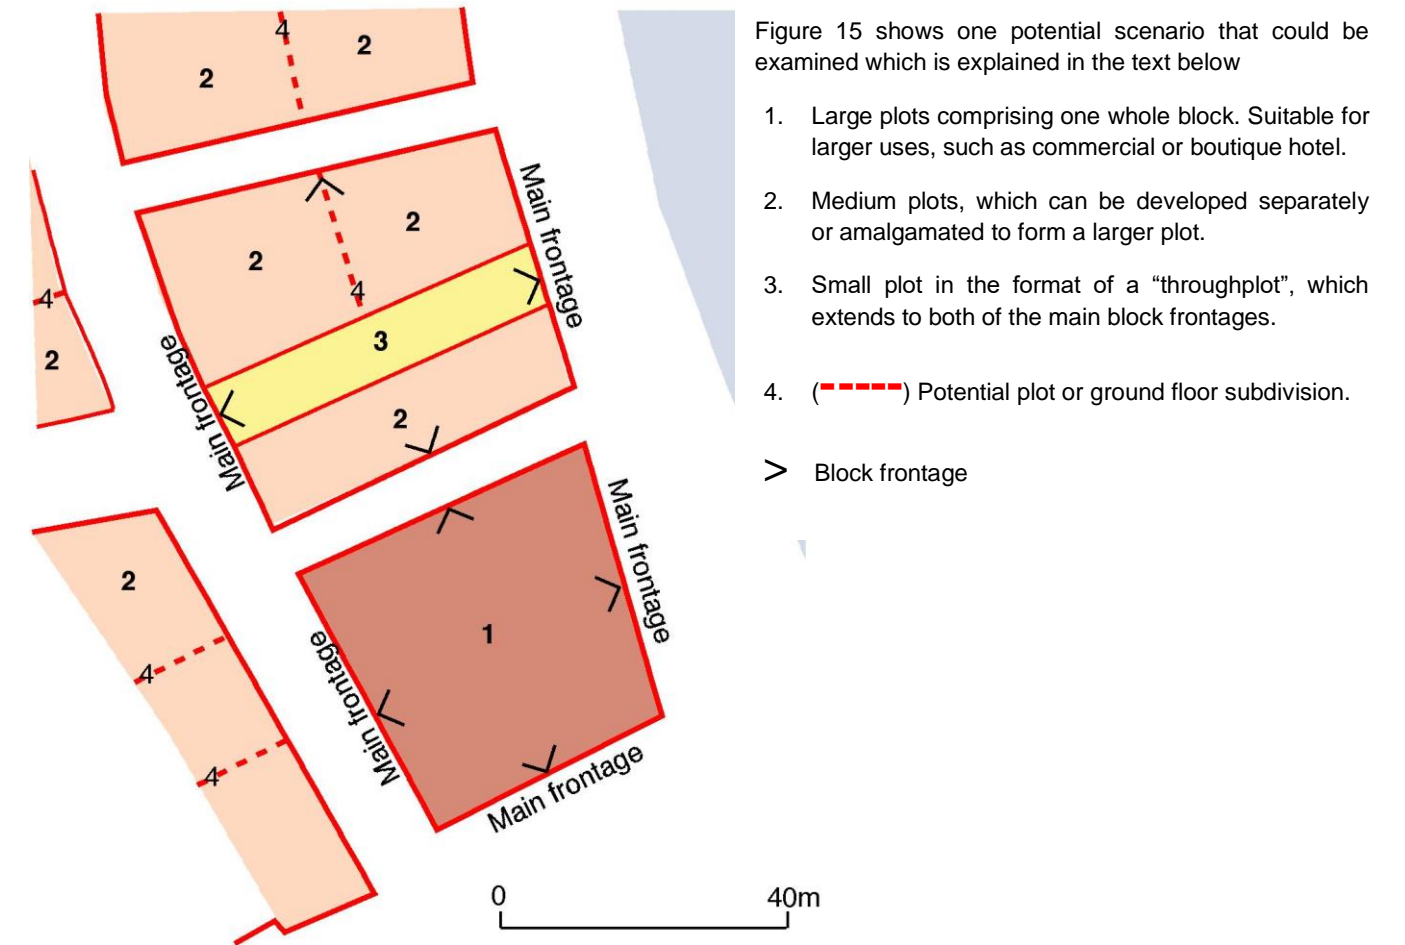 4
2
2
Main frontage
2
2
4
4
3
2
Main frontage
2
Main frontage
2
1
4
Main frontage
4
Main frontage
0 40m
Figure 15 shows one potential scenario that could be
examined which is explained in the text below
1. Large plots comprising one whole block. Suitable for
larger uses, such as commercial or boutique hotel.
2. Medium plots, which can be developed separately
or amalgamated to form a larger plot.
3. Small plot in the format of a “throughplot”, which
extends to both of the main block frontages.
4. ( ) Potential plot or ground floor subdivision.
> Block frontage